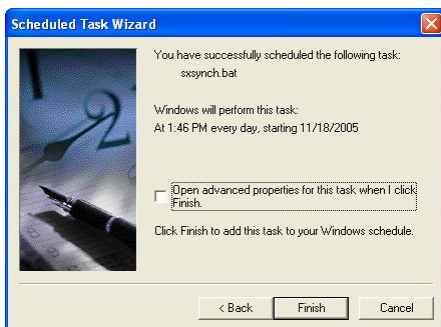 Scheduled Task Wizard
You have successfully scheduled the following task:
sxsynch.bat
Windows will perform this task:
At 1:46 PM every day, starting 11/18/2005
Open advanced properties for this task when I click
Finish.
Click Finish to add this task to your Windows schedule.
< Back
Finish
Cancel